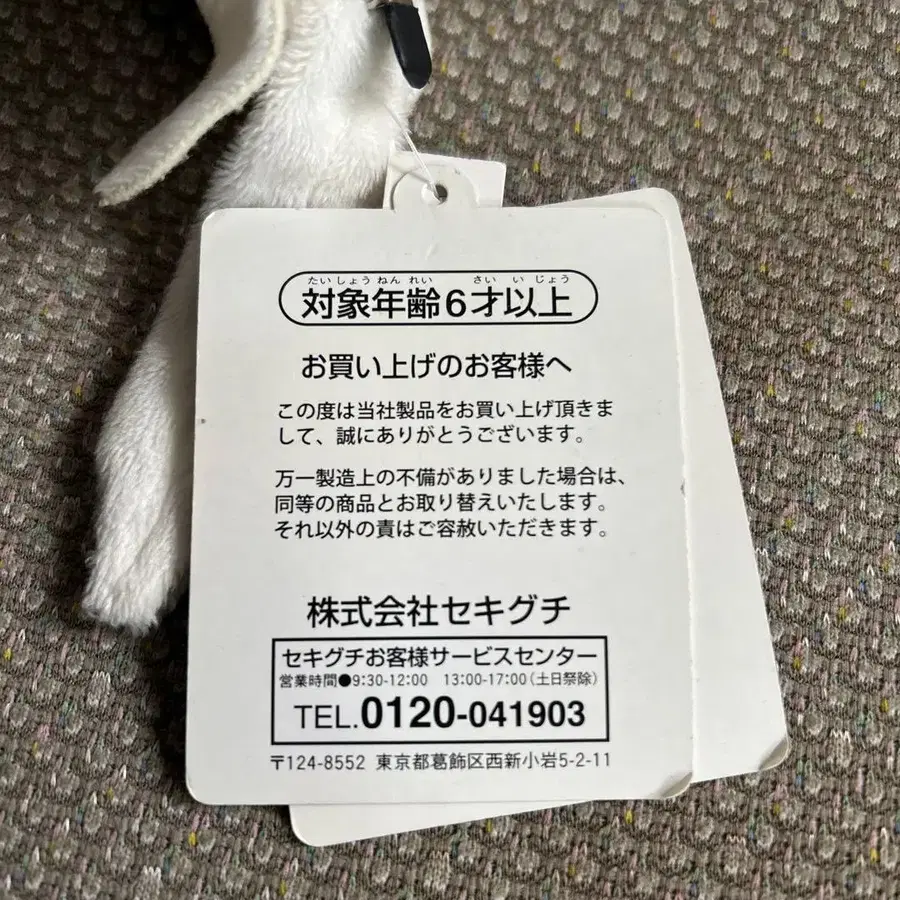 たいしょうねんれい さいいじょう
対象年齢6才以上
お買い上げのお客様へ
この度は当社製品をお買い上げ頂きま
して、誠にありがとうございます。
万一製造上の不備がありました場合は、
同等の商品とお取り替えいたします。
それ以外の責はご容赦いただきます。
株式会社セキグチ
セキグチお客様サービスセンター
営業時間●9:30-12:00 13:00-17:00(土日祭除)
TEL.0120-041903
〒124-8552 東京都葛飾区西新小岩5-2-11